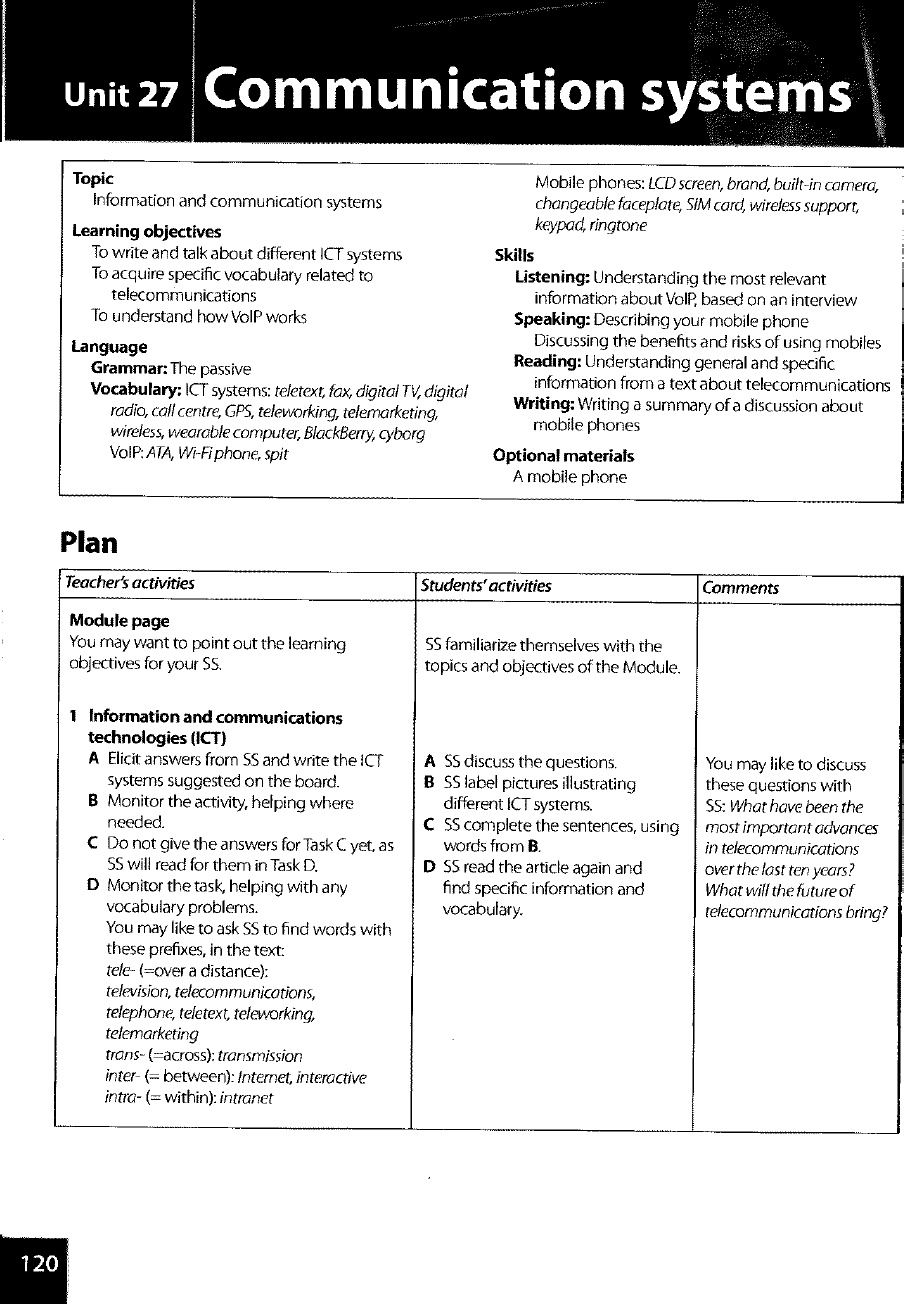 Unit 27 Communication systems
Topic
Information and communication systems
Learning objectives
To write and talk about different ICT systems
To acquire specific vocabulary related to
telecommunications
To understand how VoIP works
Language
Grammar: The passive
Vocabulary: ICT systems: teletext, fax, digital TV, digital
radio, call centre, GPS, teleworking, telemarketing,
wireless, wearable computer, BlackBerry, cyborg
VoIP: ATA, Wi-Fi phone, spit
Mobile phones: LCD screen, brand, built-in camera,
changeable faceplate, SIM card, wireless support,
keypad, ringtone
Skills
Listening: Understanding the most relevant
information about VoIP, based on an interview
Speaking: Describing your mobile phone
Discussing the benefits and risks of using mobiles
Reading: Understanding general and specific
information from a text about telecommunications
Writing: Writing a summary of a discussion about
mobile phones
Optional materials
A mobile phone
Plan
Teacher's activities
Module page
You may want to point out the learning
objectives for your SS.
1 Information and communications
technologies (ICT)
A Elicit answers from SS and write the ICT
systems suggested on the board.
B Monitor the activity, helping where
needed.
C Do not give the answers for Task C yet, as
SS will read for them in Task D.
D Monitor the task, helping with any
vocabulary problems.
You may like to ask SS to find words with
these prefixes, in the text:
tele- (=over a distance):
television, telecommunications,
telephone, teletext, teleworking,
telemarketing
trans- (=across): transmission
inter- (= between): Internet, interactive
intra- (= within): intranet
Students' activities
SS familiarize themselves with the
topics and objectives of the Module.
A SS discuss the questions.
B SS label pictures illustrating
different ICT systems.
C SS complete the sentences, using
words from B.
D SS read the article again and
find specific information and
vocabulary.
Comments
You may like to discuss
these questions with
SS: What have been the
most important advances
in telecommunications
over the last ten years?
What will the future of
telecommunications bring?
120